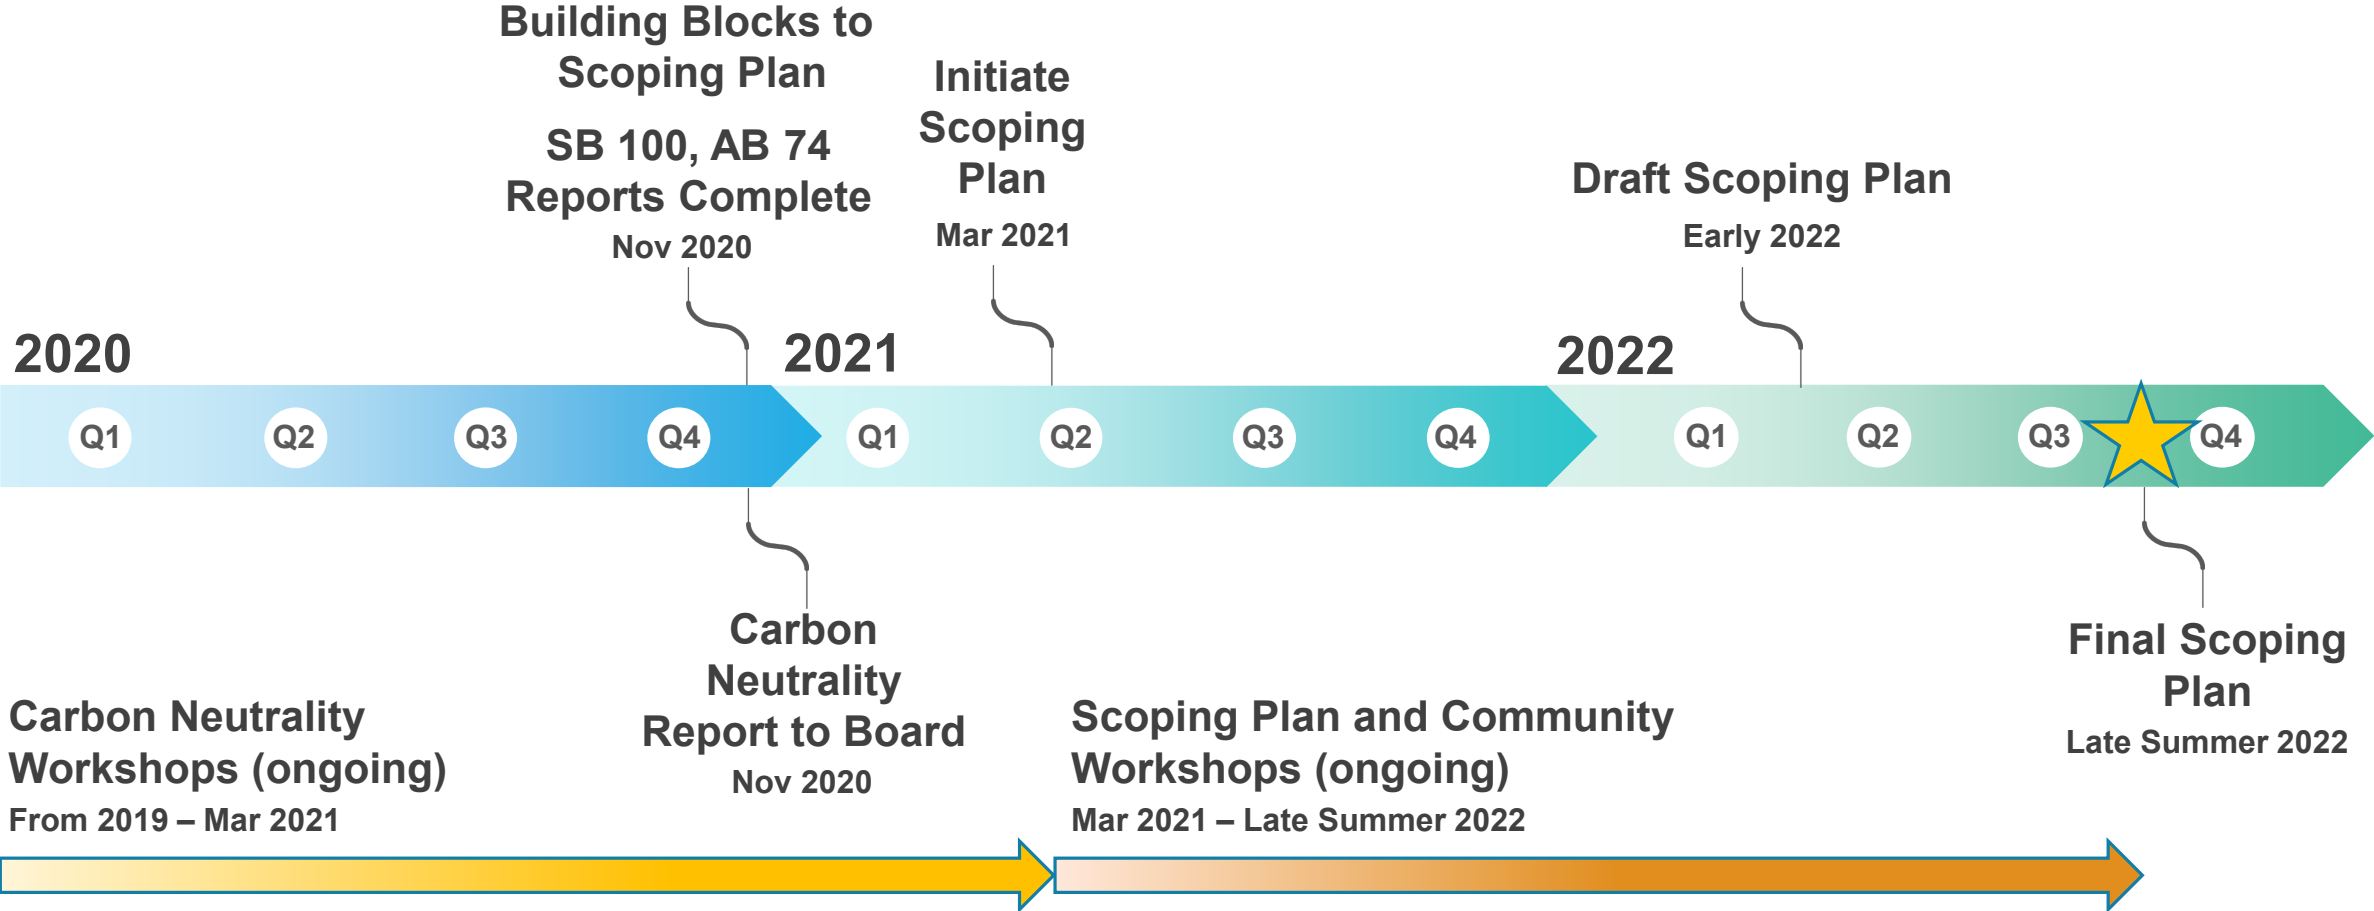 Building Blocks to
Scoping Plan
SB 100, AB 74
Reports Complete
Nov 2020
Initiate
Scoping
Plan
Mar 2021
Draft Scoping Plan
Early 2022
2020
2021
2022
Q1
Q2
Q3
Q4
Q1
Q2
Q3
Q4
Q1
Q2
Q3
Q4
Carbon
Neutrality
Report to Board
Nov 2020
Final Scoping
Plan
Late Summer 2022
Carbon Neutrality
Workshops (ongoing)
From 2019 – Mar 2021
Scoping Plan and Community
Workshops (ongoing)
Mar 2021 – Late Summer 2022